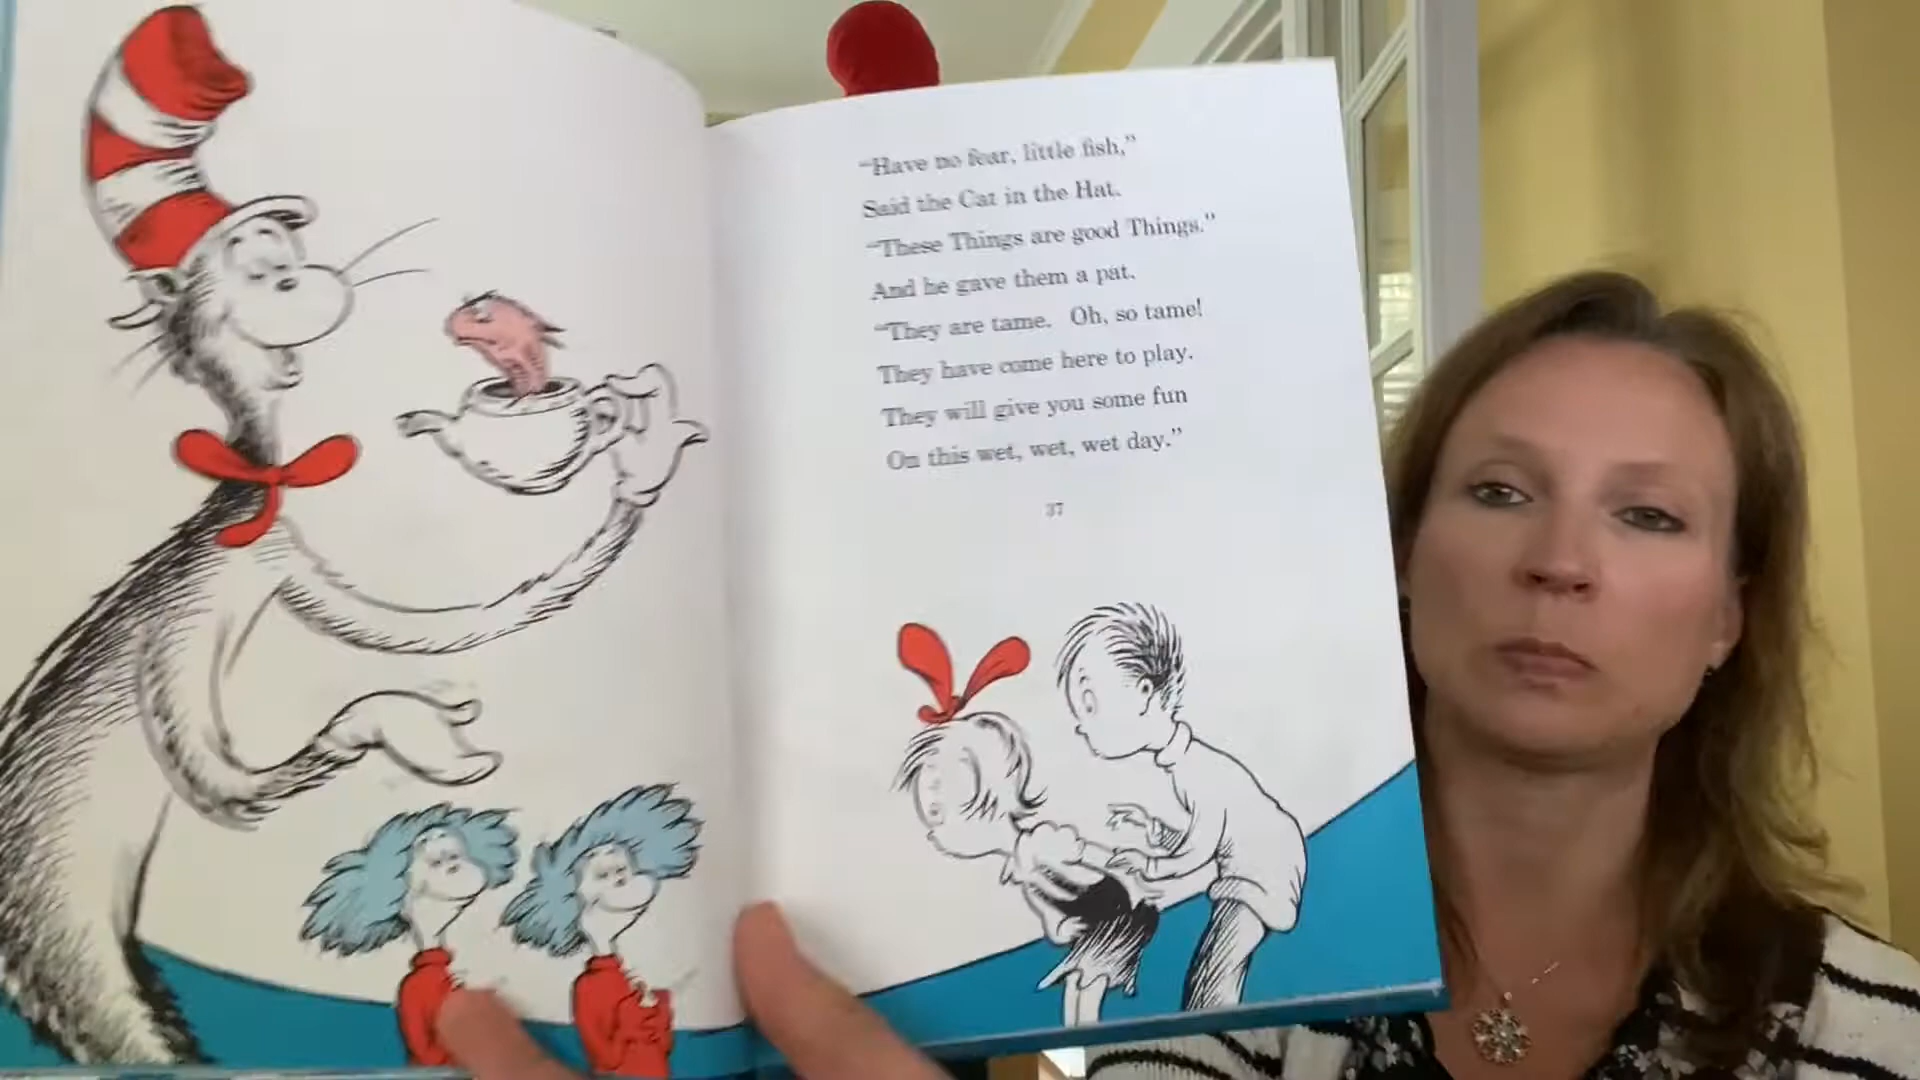 “Have no fear, little fish,”
Said the Cat in the Hat.
“These Things are good Things.”
And he gave them a pat.
“They are tame. Oh, so tame!
They have come here to play.
They will give you some fun
On this wet, wet, wet day.”
37